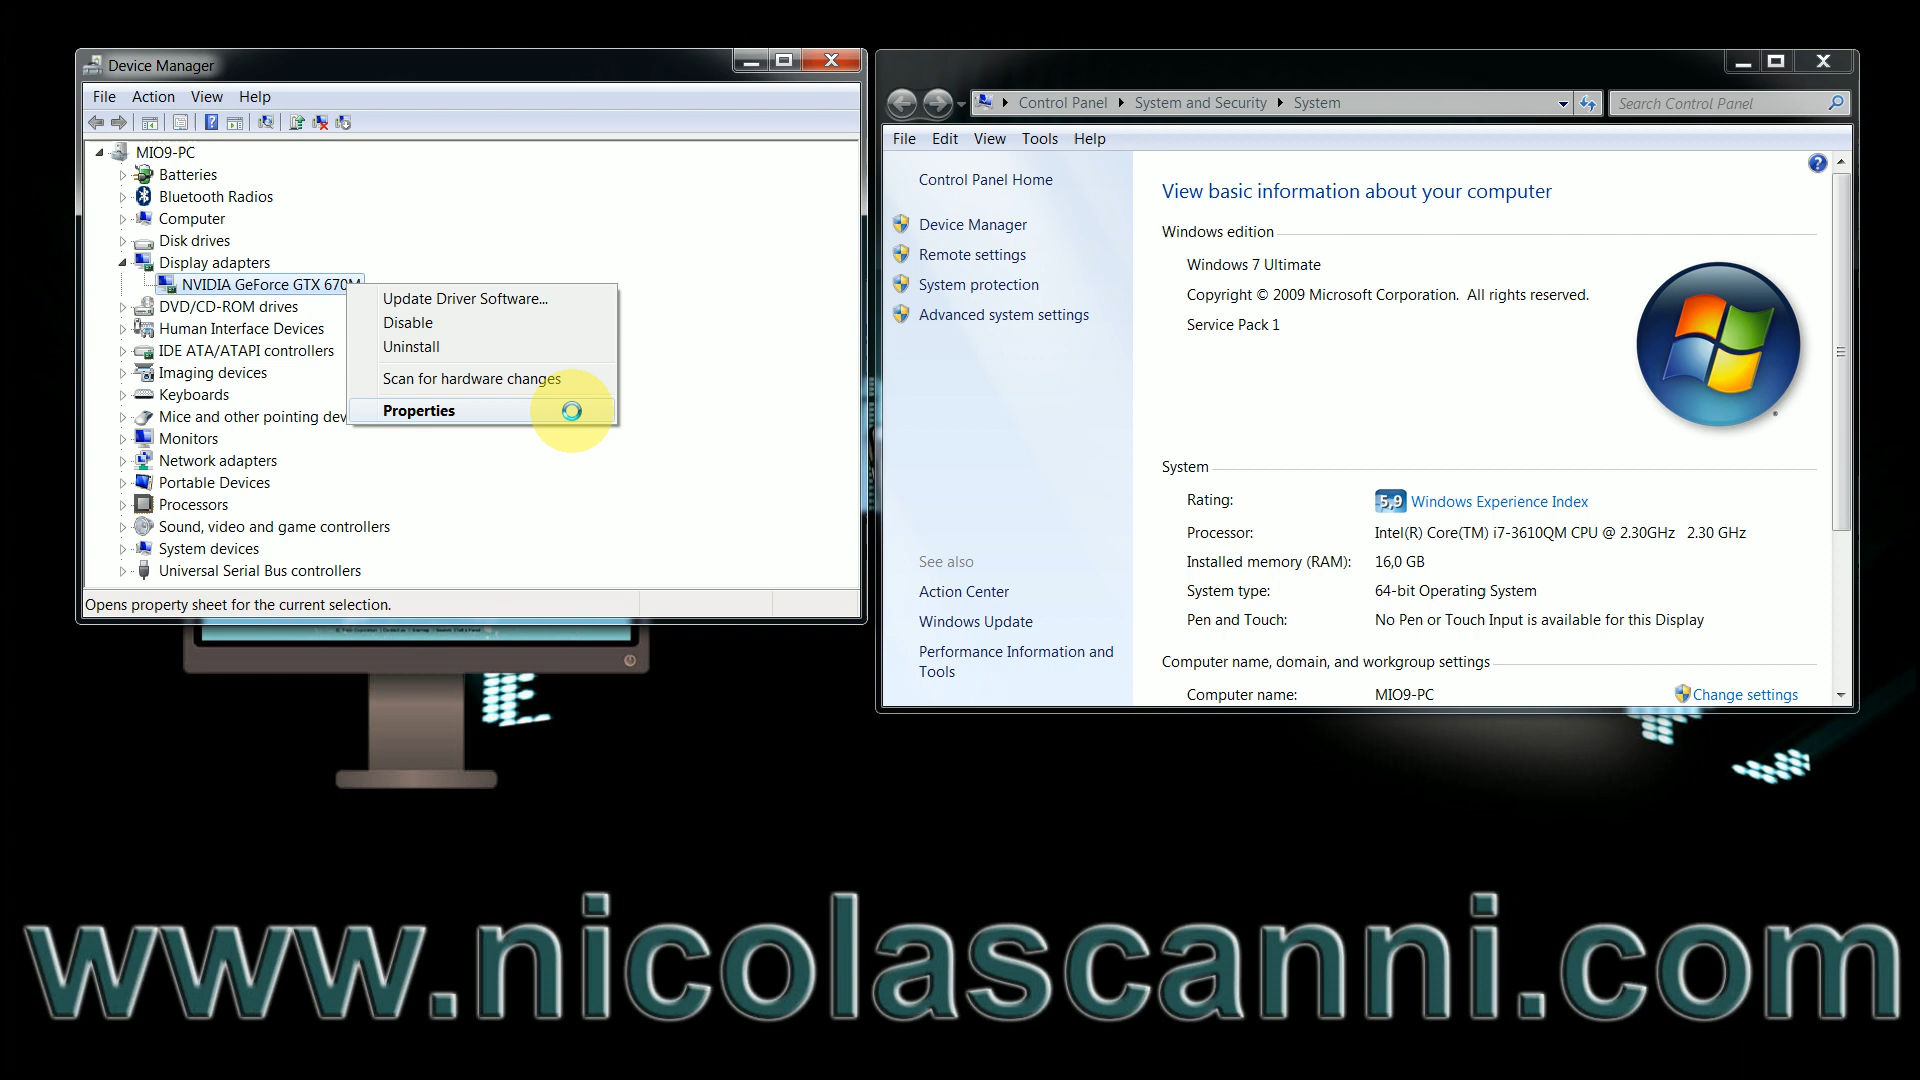 Device Manager
File Action View Help
MIO9-PC
Batteries
Bluetooth Radios
Computer
Disk drives
Display adapters
NVIDIA GeForce GTX 670M
DVD/CD-ROM drives
Human Interface Devices
IDE ATA/ATAPI controllers
Imaging devices
Keyboards
Mice and other pointing dev
Monitors
Network adapters
Portable Devices
Processors
Sound, video and game controllers
System devices
Universal Serial Bus controllers
Opens property sheet for the current selection.
Update Driver Software...
Disable
Uninstall
Scan for hardware changes
Properties
Control Panel System and Security System
Search Control Panel
File Edit View Tools Help
Control Panel Home
Device Manager
Remote settings
System protection
Advanced system settings
See also
Action Center
Windows Update
Performance Information and
Tools
View basic information about your computer
Windows edition
Windows 7 Ultimate
Copyright © 2009 Microsoft Corporation. All rights reserved.
Service Pack 1
System
Rating: 5,9 Windows Experience Index
Processor: Intel(R) Core(TM) i7-3610QM CPU @ 2.30GHz 2.30 GHz
Installed memory (RAM): 16,0 GB
System type: 64-bit Operating System
Pen and Touch: No Pen or Touch Input is available for this Display
Computer name, domain, and workgroup settings
Computer name: MIO9-PC Change settings
www.nicolascanni.com